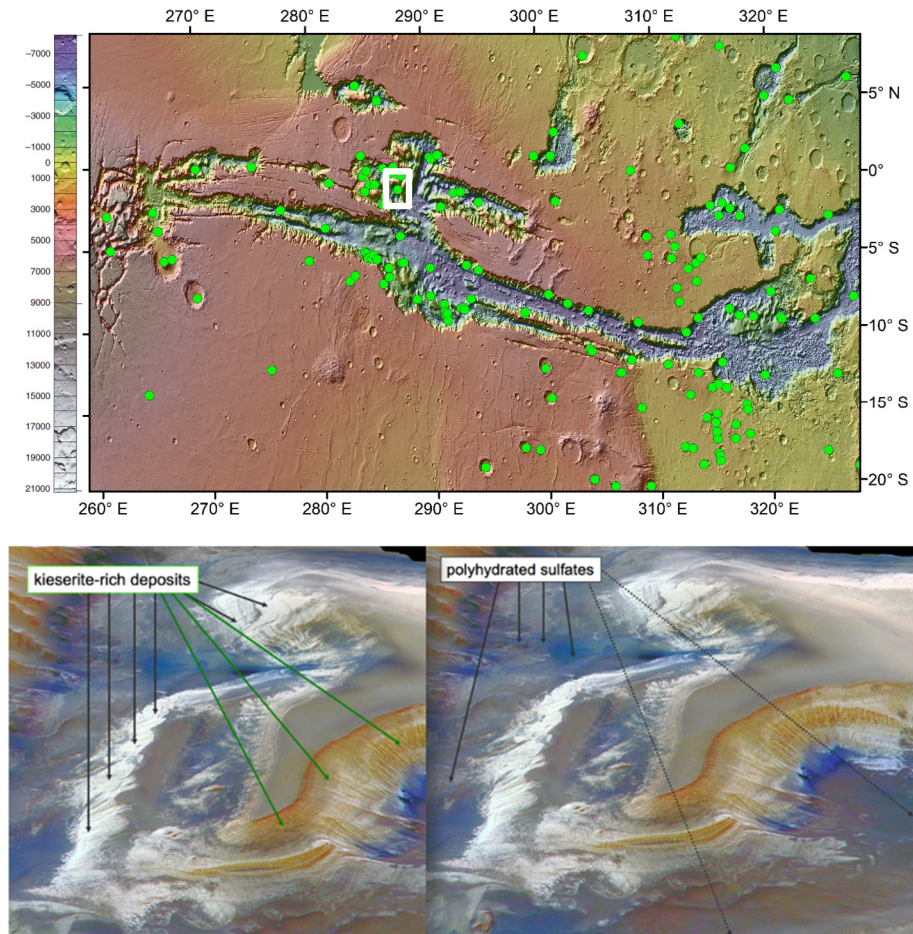 270° E 280° E 290° E 300° E 310° E 320° E
-7000
-5000
-3000
-1000
0
1000
3000
5000
7000
9000
11000
13000
15000
17000
19000
21000
5° N
0°
5° S
10° S
15° S
20° S
260° E 270° E 280° E 290° E 300° E 310° E 320° E
kieserite-rich deposits
polyhydrated sulfates